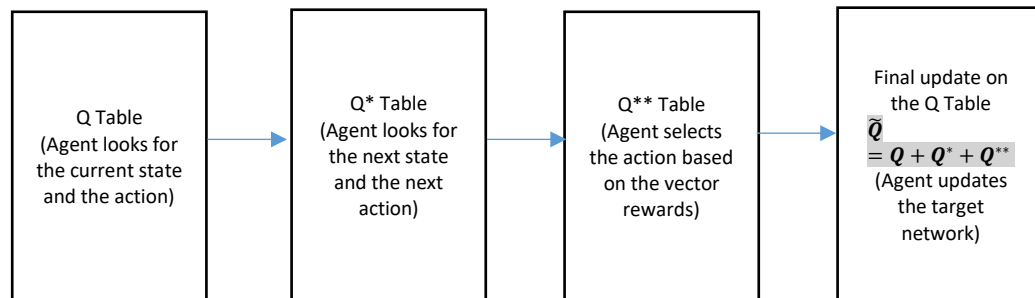 Q Table
(Agent looks for
the current state
and the action)
Q* Table
(Agent looks for
the next state
and the next
action)
Q** Table
(Agent selects
the action based
on the vector
rewards)
Final update on
the Q Table
Q̃
= Q + Q* + Q**
(Agent updates
the target
network)